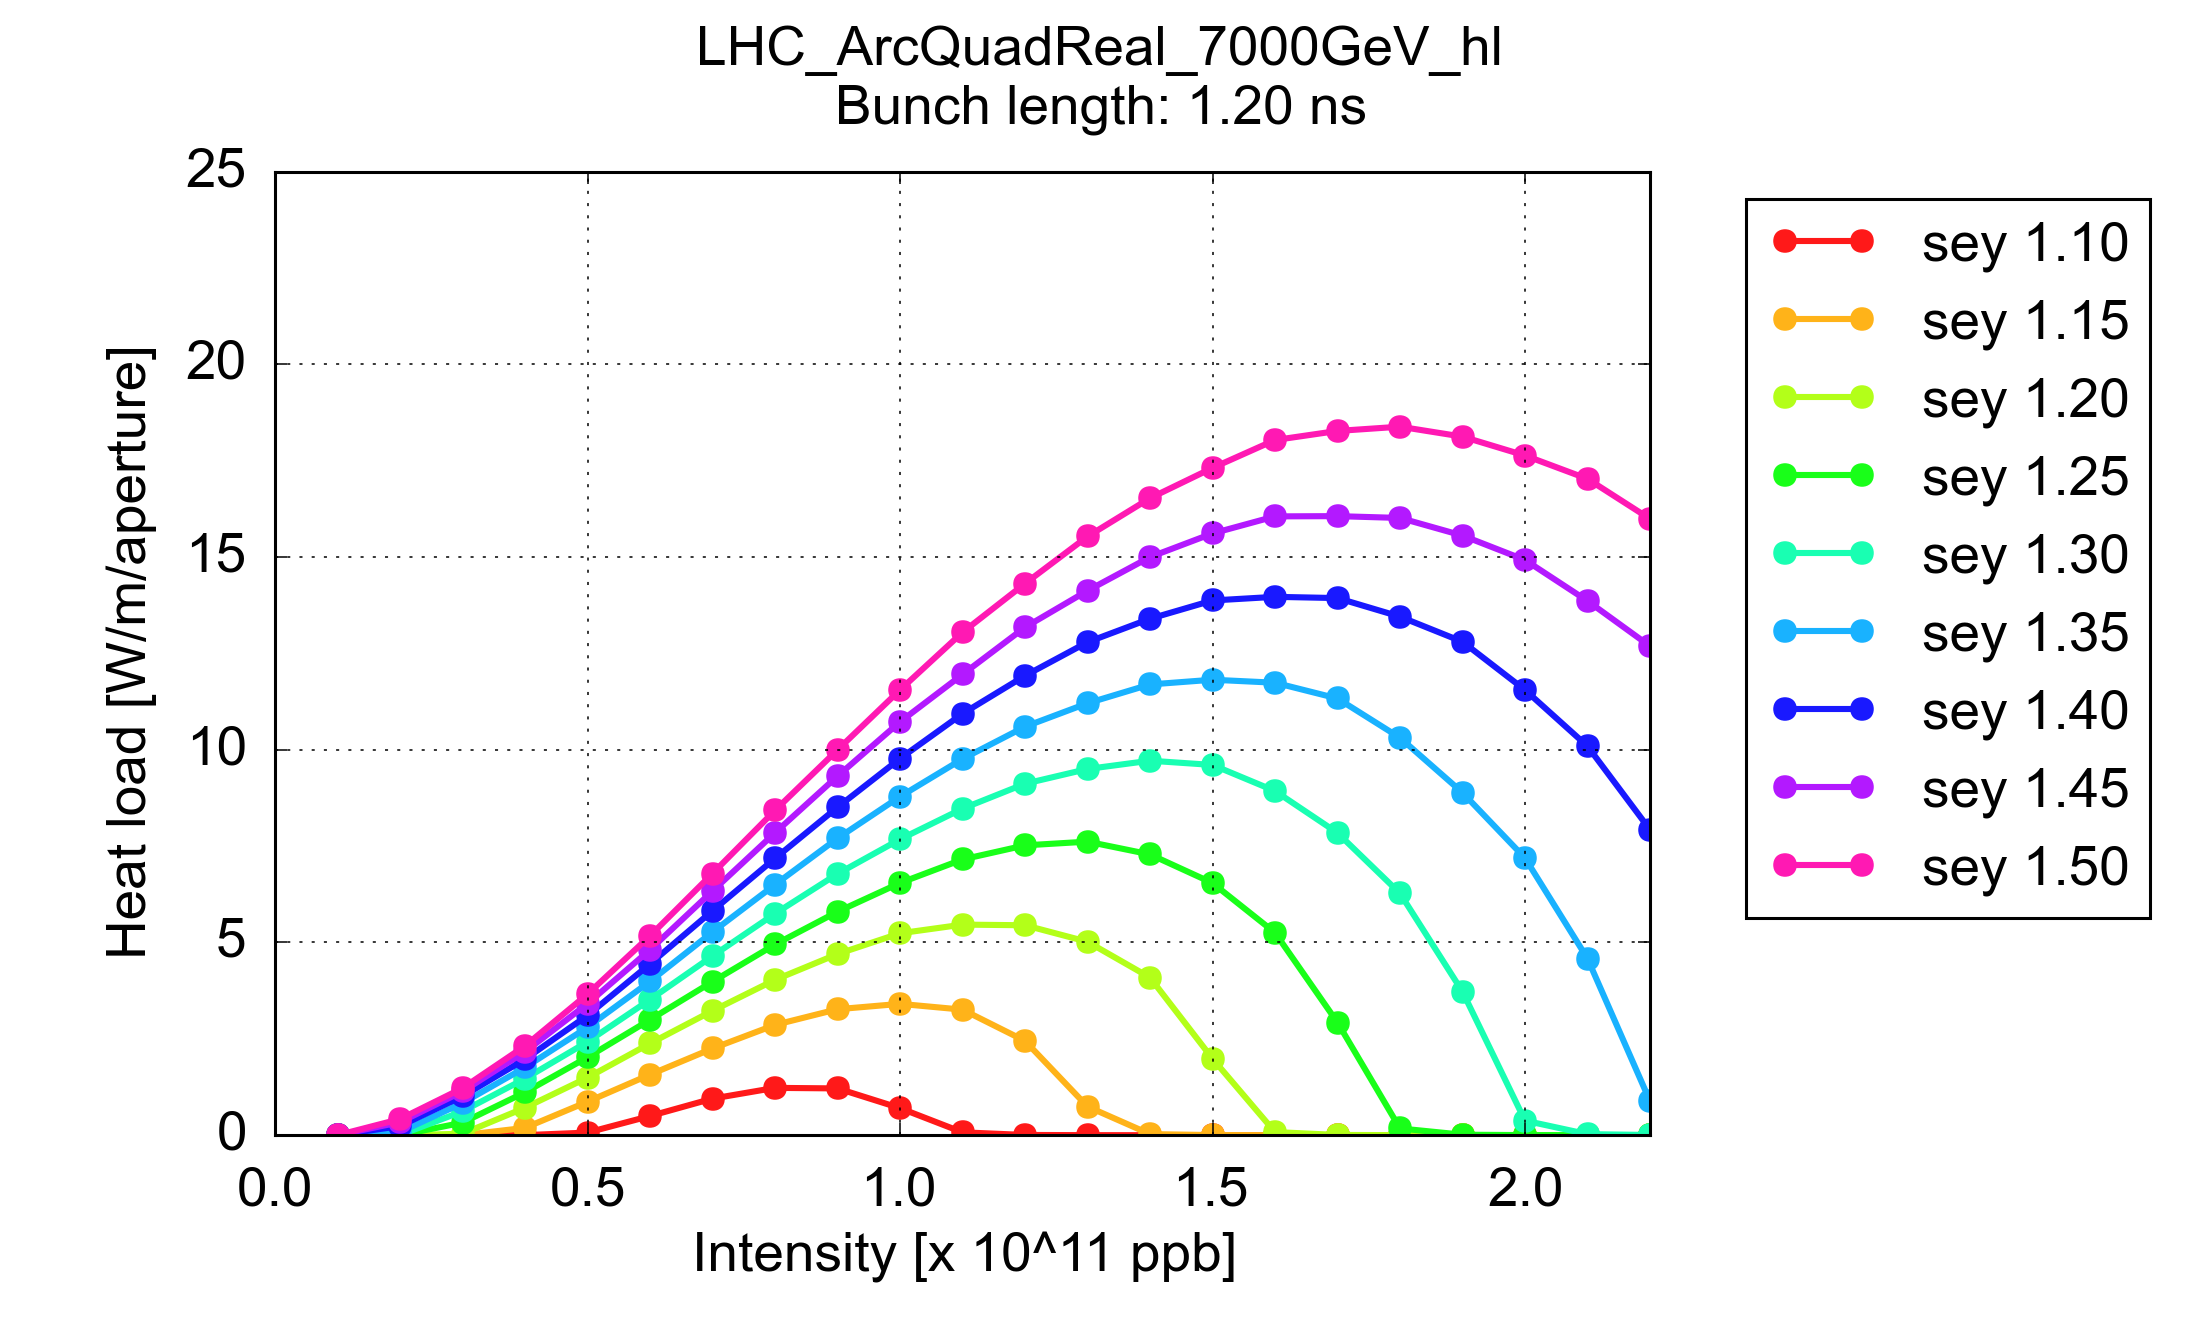 LHC_ArcQuadReal_7000GeV_hl
Bunch length: 1.20 ns
Heat load [W/m/aperture]
25
20
15
10
5
0
0.0 0.5 1.0 1.5 2.0
Intensity [x 10^11 ppb]
sey 1.10
sey 1.15
sey 1.20
sey 1.25
sey 1.30
sey 1.35
sey 1.40
sey 1.45
sey 1.50